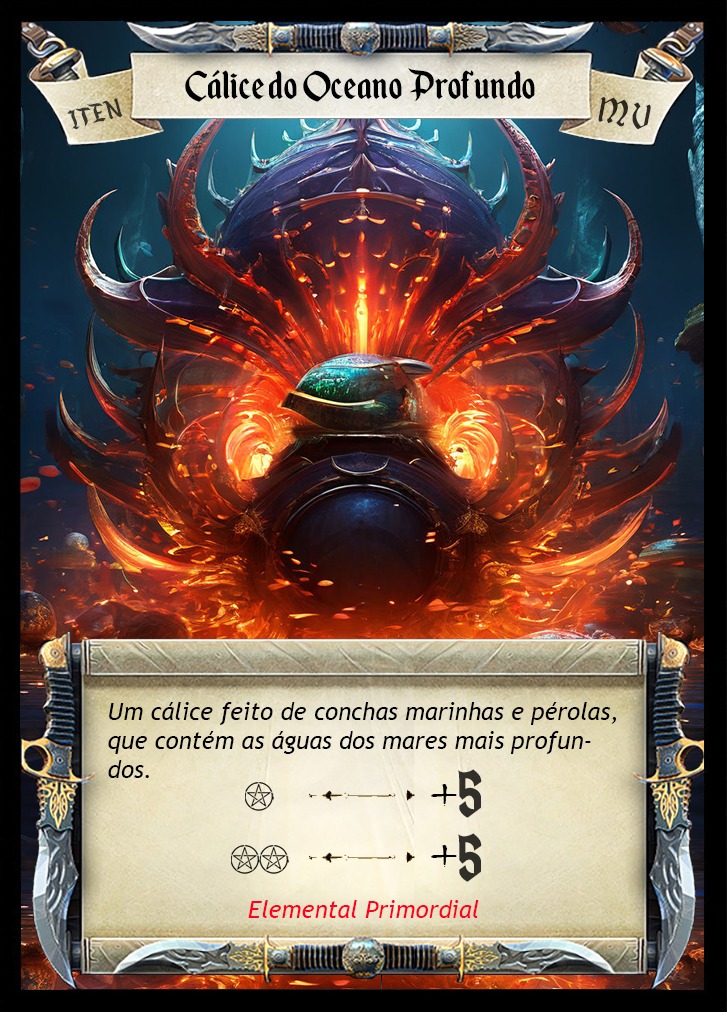 Cálice do Oceano Profundo
ITEN
MU
Um cálice feito de conchas marinhas e pérolas,
que contém as águas dos mares mais profun-
dos.
+5
+5
Elemental Primordial